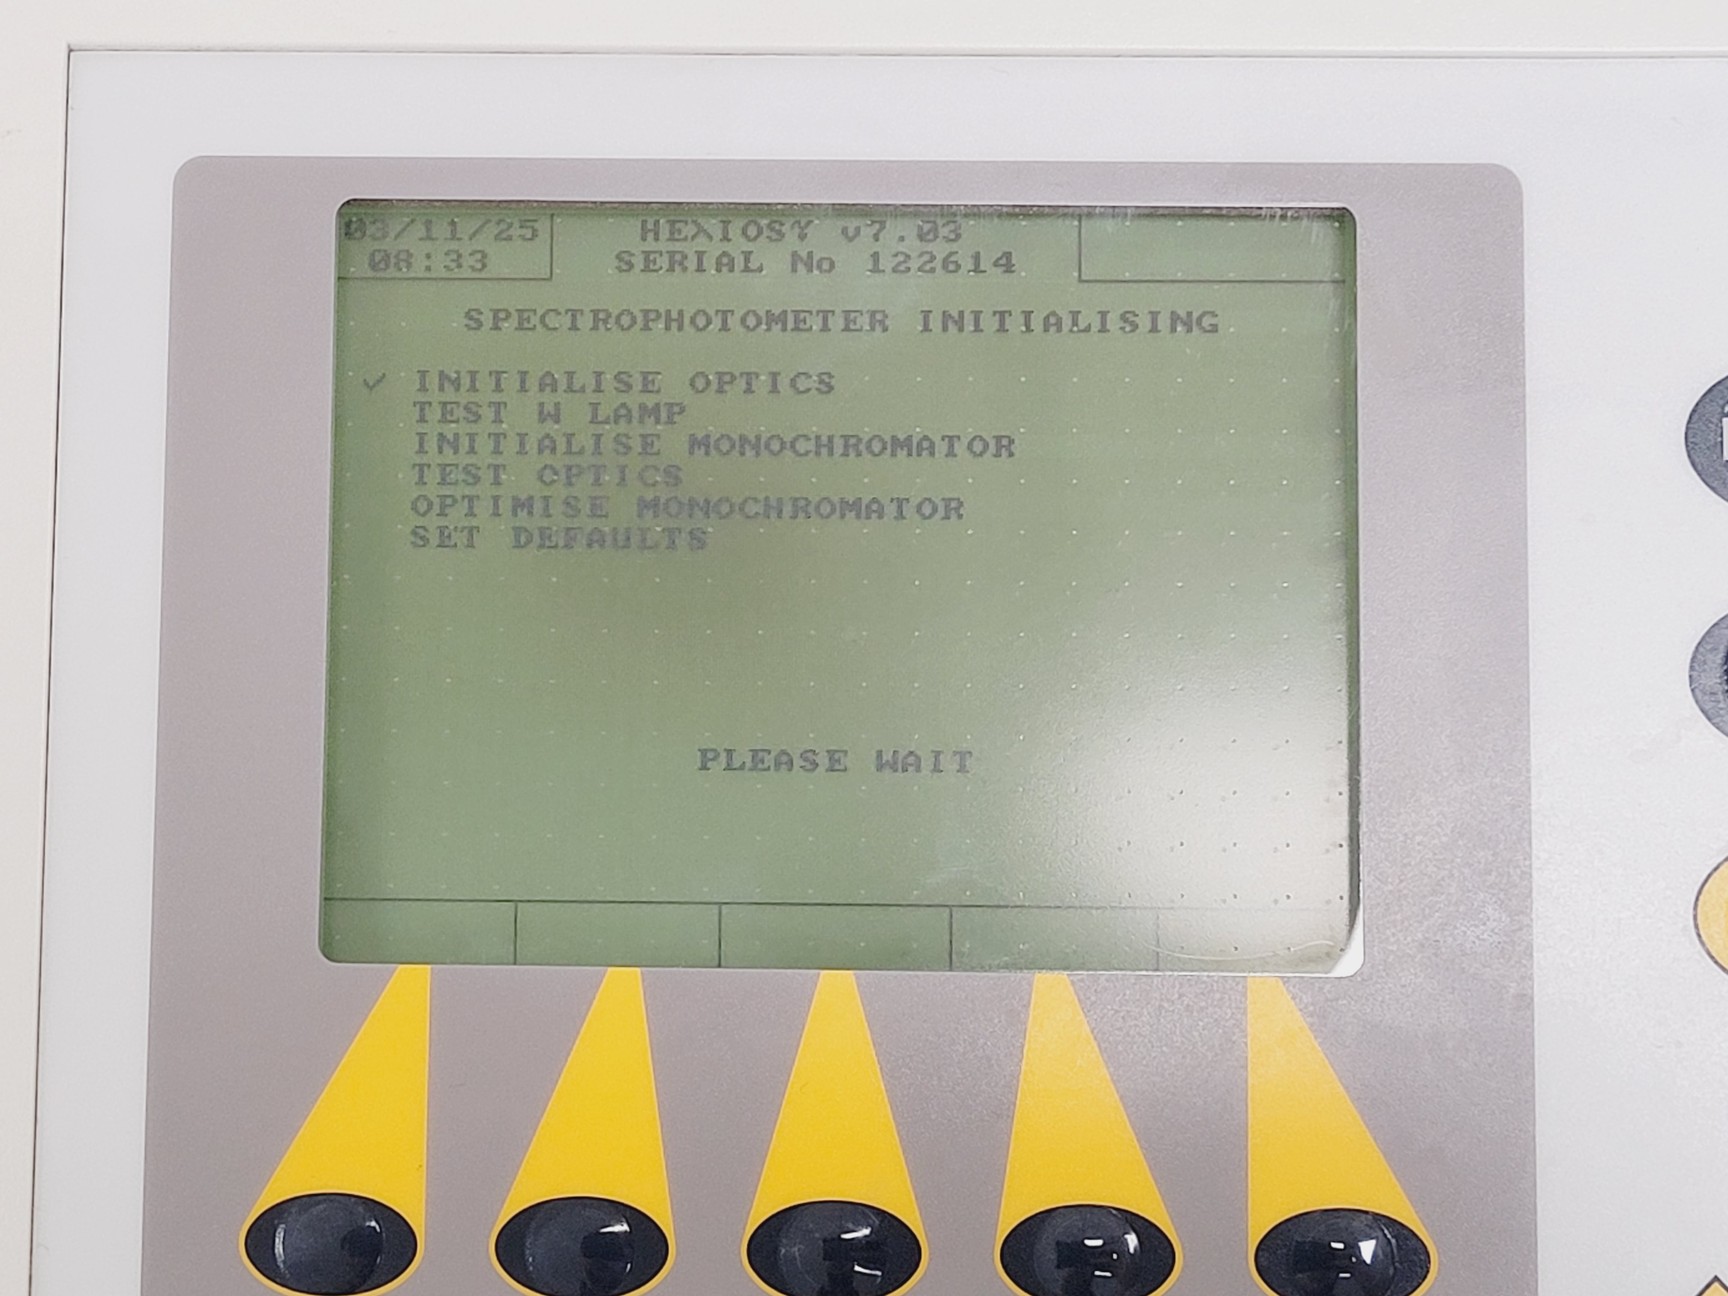 03/11/25
08:33
HEλIOSγ v7.03
SERIAL No 122614
SPECTROPHOTOMETER INITIALISING
✓ INITIALISE OPTICS
TEST W LAMP
INITIALISE MONOCHROMATOR
TEST OPTICS
OPTIMISE MONOCHROMATOR
SET DEFAULTS
PLEASE WAIT